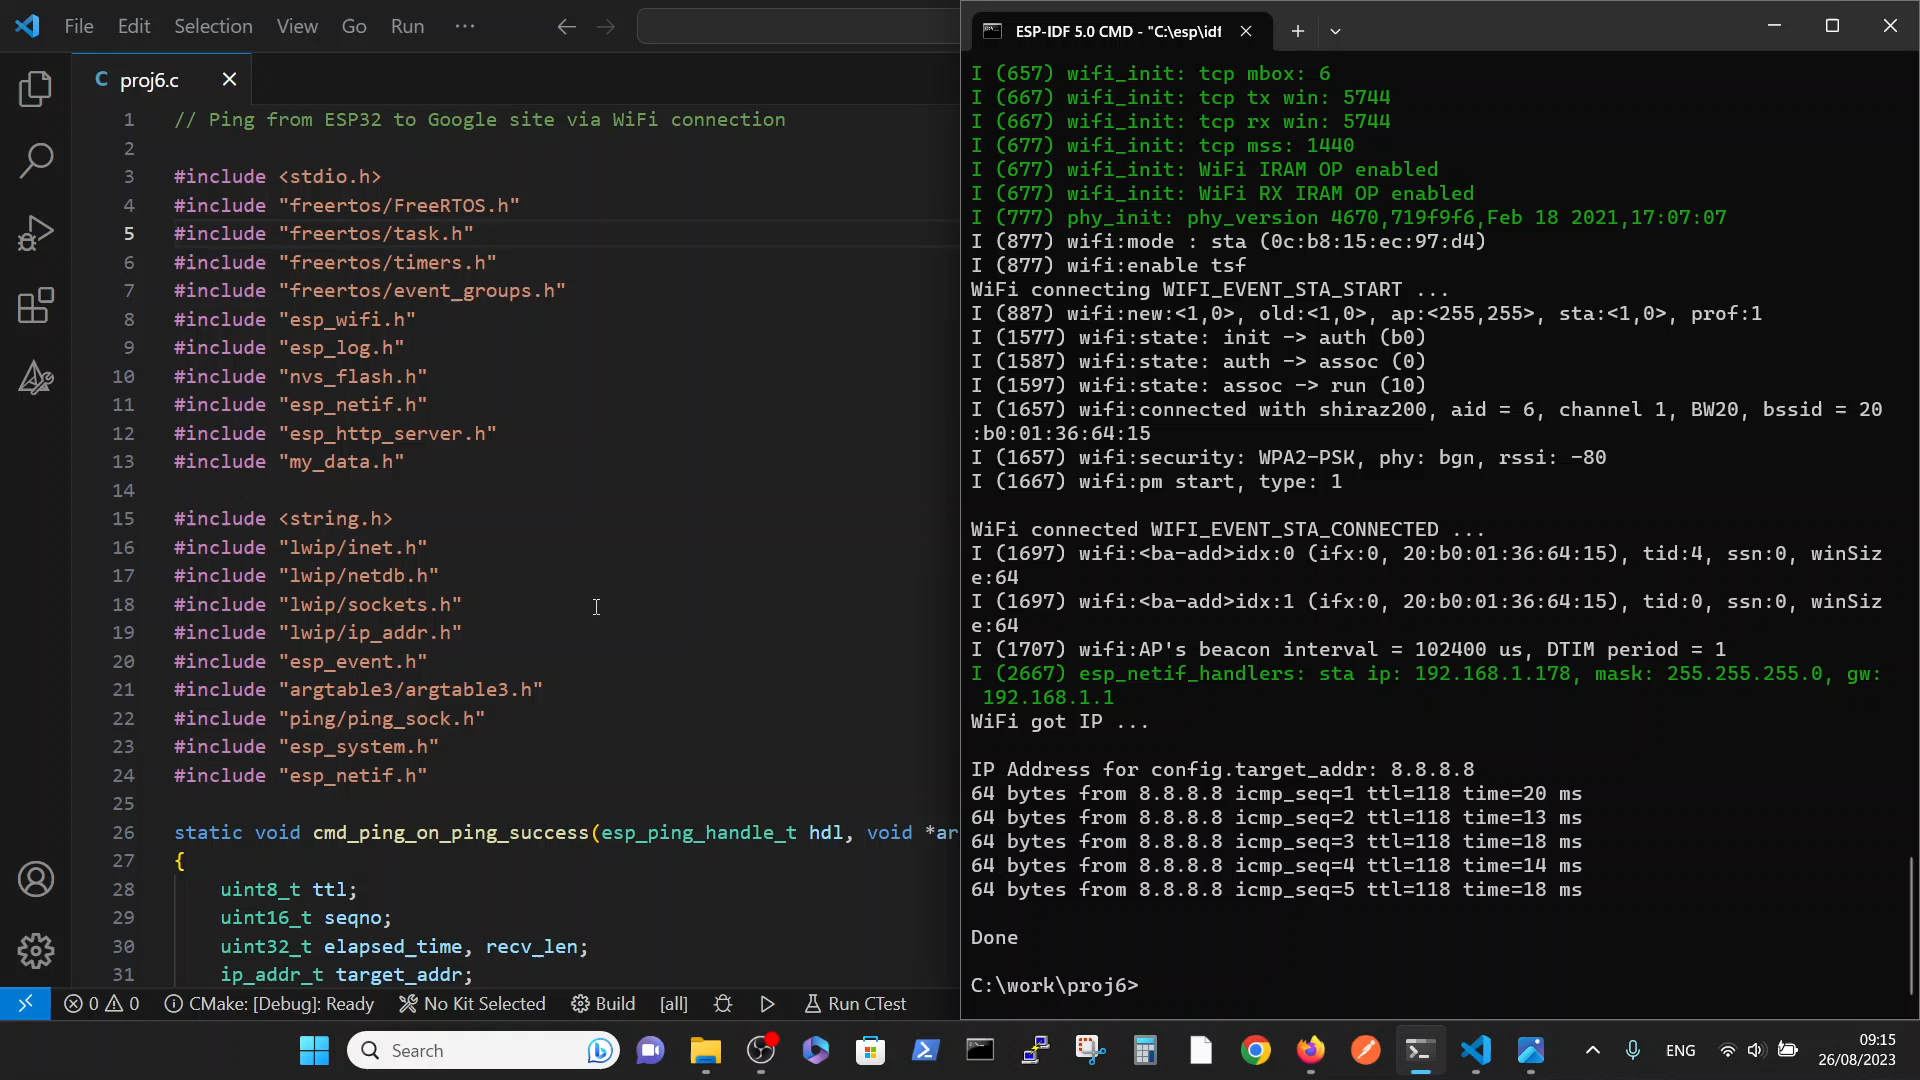 File Edit Selection View Go Run ···
C proj6.c
1 // Ping from ESP32 to Google site via WiFi connection
2
3 #include <stdio.h>
4 #include "freertos/FreeRTOS.h"
5 #include "freertos/task.h"
6 #include "freertos/timers.h"
7 #include "freertos/event_groups.h"
8 #include "esp_wifi.h"
9 #include "esp_log.h"
10 #include "nvs_flash.h"
11 #include "esp_netif.h"
12 #include "esp_http_server.h"
13 #include "my_data.h"
14
15 #include <string.h>
16 #include "lwip/inet.h"
17 #include "lwip/netdb.h"
18 #include "lwip/sockets.h"
19 #include "lwip/ip_addr.h"
20 #include "esp_event.h"
21 #include "argtable3/argtable3.h"
22 #include "ping/ping_sock.h"
23 #include "esp_system.h"
24 #include "esp_netif.h"
25
26 static void cmd_ping_on_ping_success(esp_ping_handle_t hdl, void *ar
27 {
28 uint8_t ttl;
29 uint16_t seqno;
30 uint32_t elapsed_time, recv_len;
31 ip_addr_t target_addr;
0 0 CMake: [Debug]: Ready No Kit Selected Build [all] Run CTest
ESP-IDF 5.0 CMD - "C:\esp\idf
I (657) wifi_init: tcp mbox: 6
I (667) wifi_init: tcp tx win: 5744
I (667) wifi_init: tcp rx win: 5744
I (677) wifi_init: tcp mss: 1440
I (677) wifi_init: WiFi IRAM OP enabled
I (677) wifi_init: WiFi RX IRAM OP enabled
I (777) phy_init: phy_version 4670,719f9f6,Feb 18 2021,17:07:07
I (877) wifi:mode : sta (0c:b8:15:ec:97:d4)
I (877) wifi:enable tsf
WiFi connecting WIFI_EVENT_STA_START ...
I (887) wifi:new:<1,0>, old:<1,0>, ap:<255,255>, sta:<1,0>, prof:1
I (1577) wifi:state: init -> auth (b0)
I (1587) wifi:state: auth -> assoc (0)
I (1597) wifi:state: assoc -> run (10)
I (1657) wifi:connected with shiraz200, aid = 6, channel 1, BW20, bssid = 20
:b0:01:36:64:15
I (1657) wifi:security: WPA2-PSK, phy: bgn, rssi: -80
I (1667) wifi:pm start, type: 1
WiFi connected WIFI_EVENT_STA_CONNECTED ...
I (1697) wifi:<ba-add>idx:0 (ifx:0, 20:b0:01:36:64:15), tid:4, ssn:0, winSiz
e:64
I (1697) wifi:<ba-add>idx:1 (ifx:0, 20:b0:01:36:64:15), tid:0, ssn:0, winSiz
e:64
I (1707) wifi:AP's beacon interval = 102400 us, DTIM period = 1
I (2667) esp_netif_handlers: sta ip: 192.168.1.178, mask: 255.255.255.0, gw:
192.168.1.1
WiFi got IP ...
IP Address for config.target_addr: 8.8.8.8
64 bytes from 8.8.8.8 icmp_seq=1 ttl=118 time=20 ms
64 bytes from 8.8.8.8 icmp_seq=2 ttl=118 time=13 ms
64 bytes from 8.8.8.8 icmp_seq=3 ttl=118 time=18 ms
64 bytes from 8.8.8.8 icmp_seq=4 ttl=118 time=14 ms
64 bytes from 8.8.8.8 icmp_seq=5 ttl=118 time=18 ms
Done
C:\work\proj6>
Search
ENG
09:15
26/08/2023